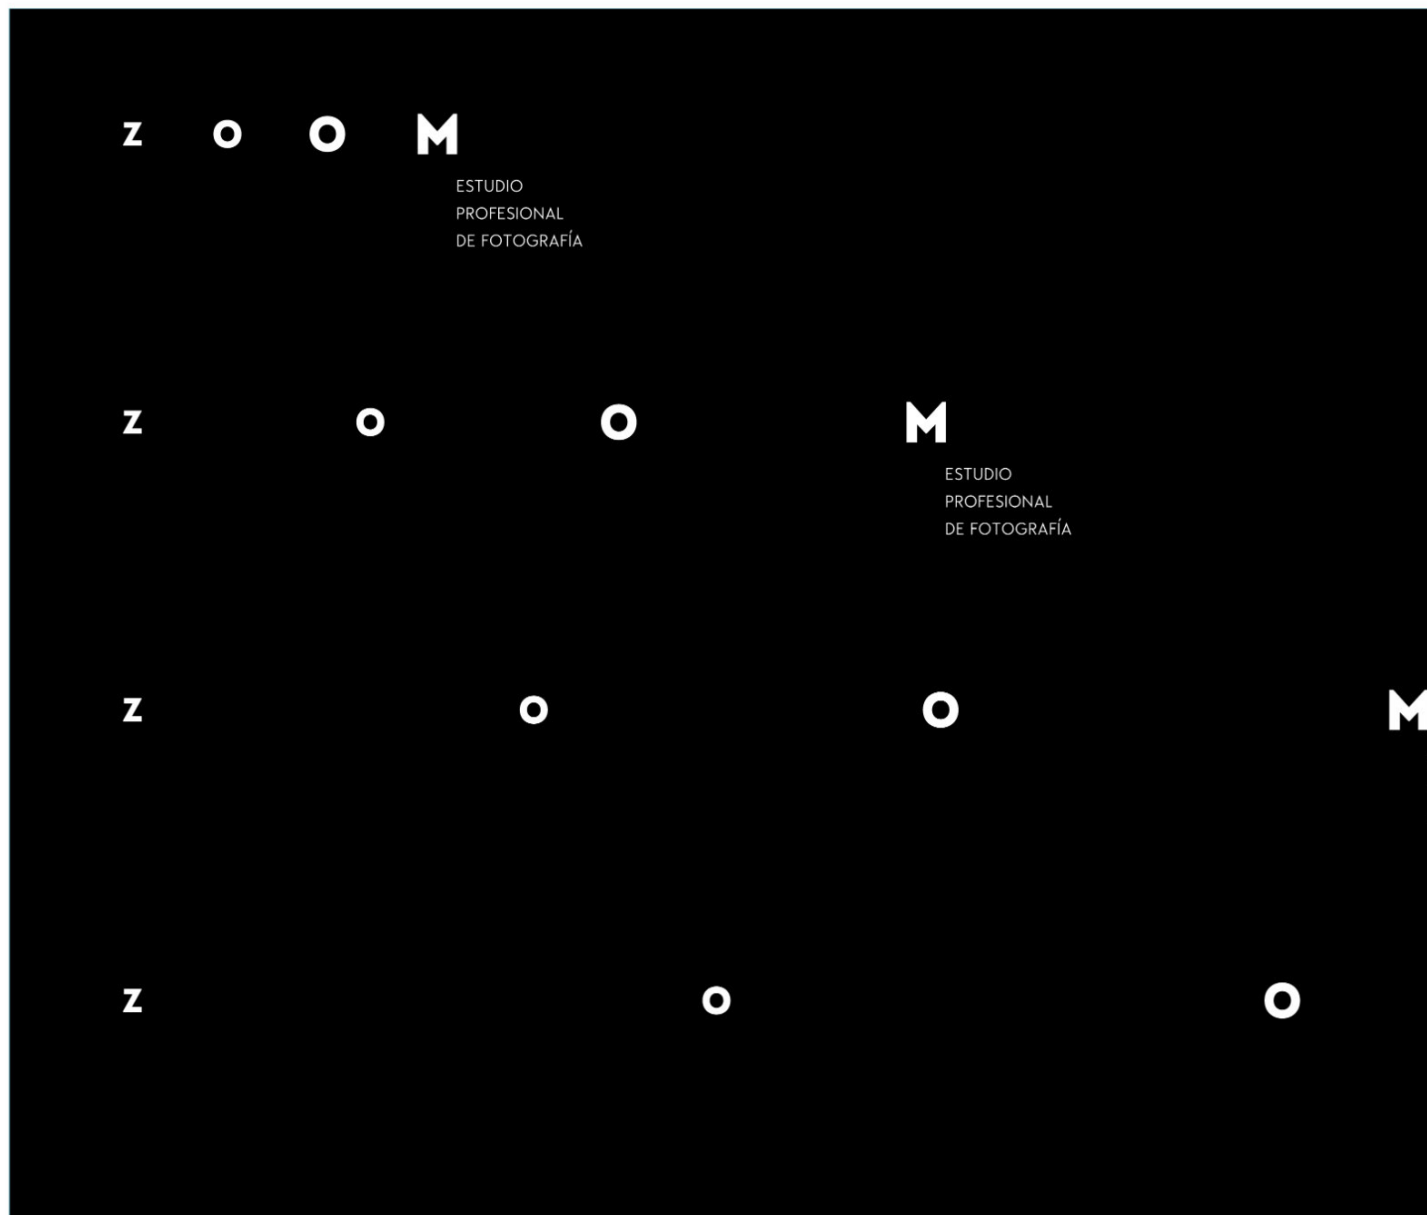 Z O O M
ESTUDIO
PROFESIONAL
DE FOTOGRAFÍA
Z O O M
ESTUDIO
PROFESIONAL
DE FOTOGRAFÍA
Z O O M
Z O O